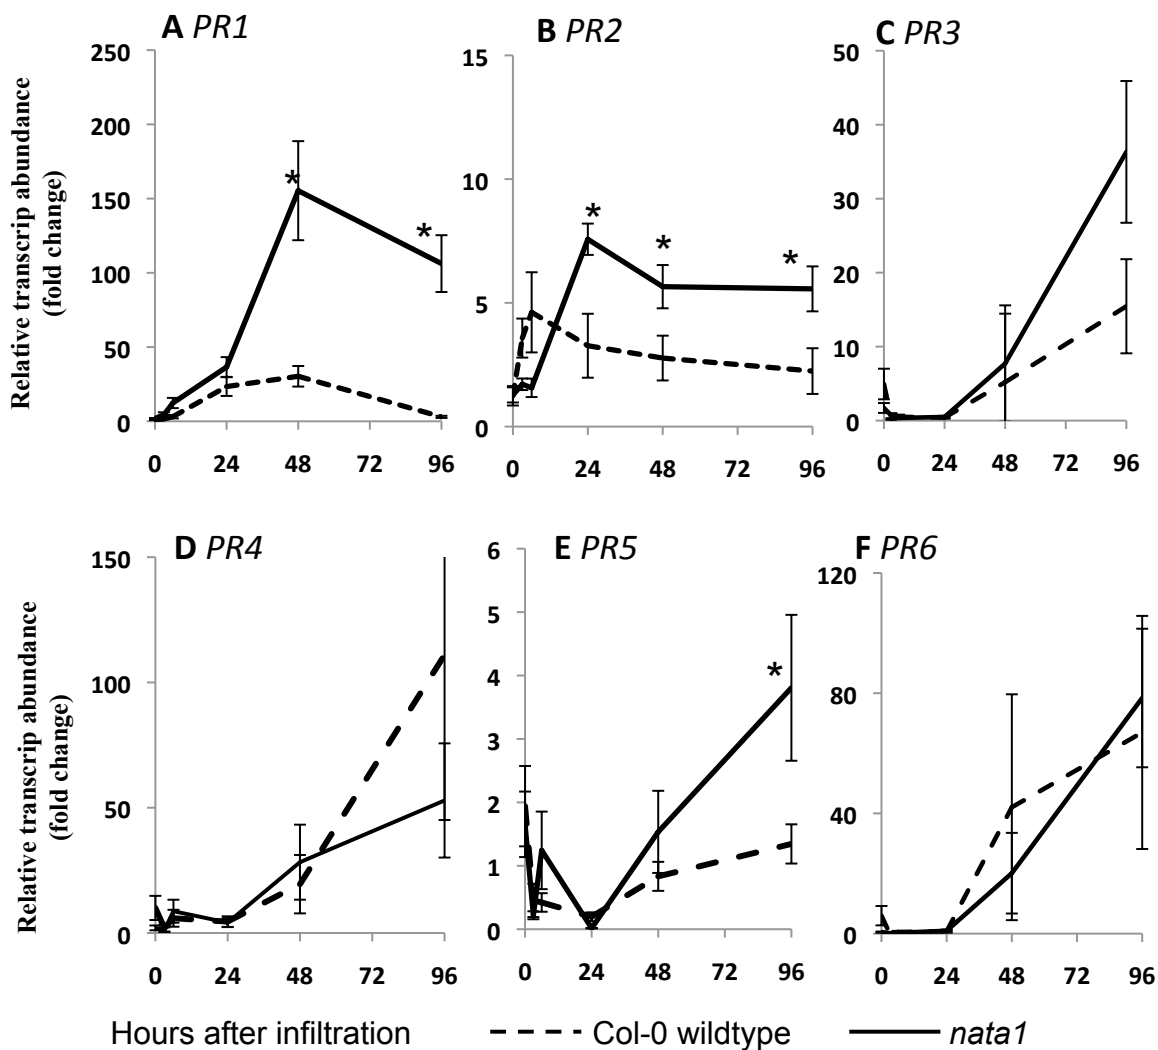 A PR1
B PR2
C PR3
Relative transcrip abundance
(fold change)
250
200
150
100
50
0
0 24 48 72 96
* *
15
10
5
0
0 24 48 72 96
* * *
50
40
30
20
10
0
0 24 48 72 96
D PR4
E PR5
F PR6
Relative transcrip abundance
(fold change)
150
100
50
0
0 24 48 72 96
6
5
4
3
2
1
0
0 24 48 72 96
*
120
80
40
0
0 24 48 72 96
Hours after infiltration Col-0 wildtype nata1